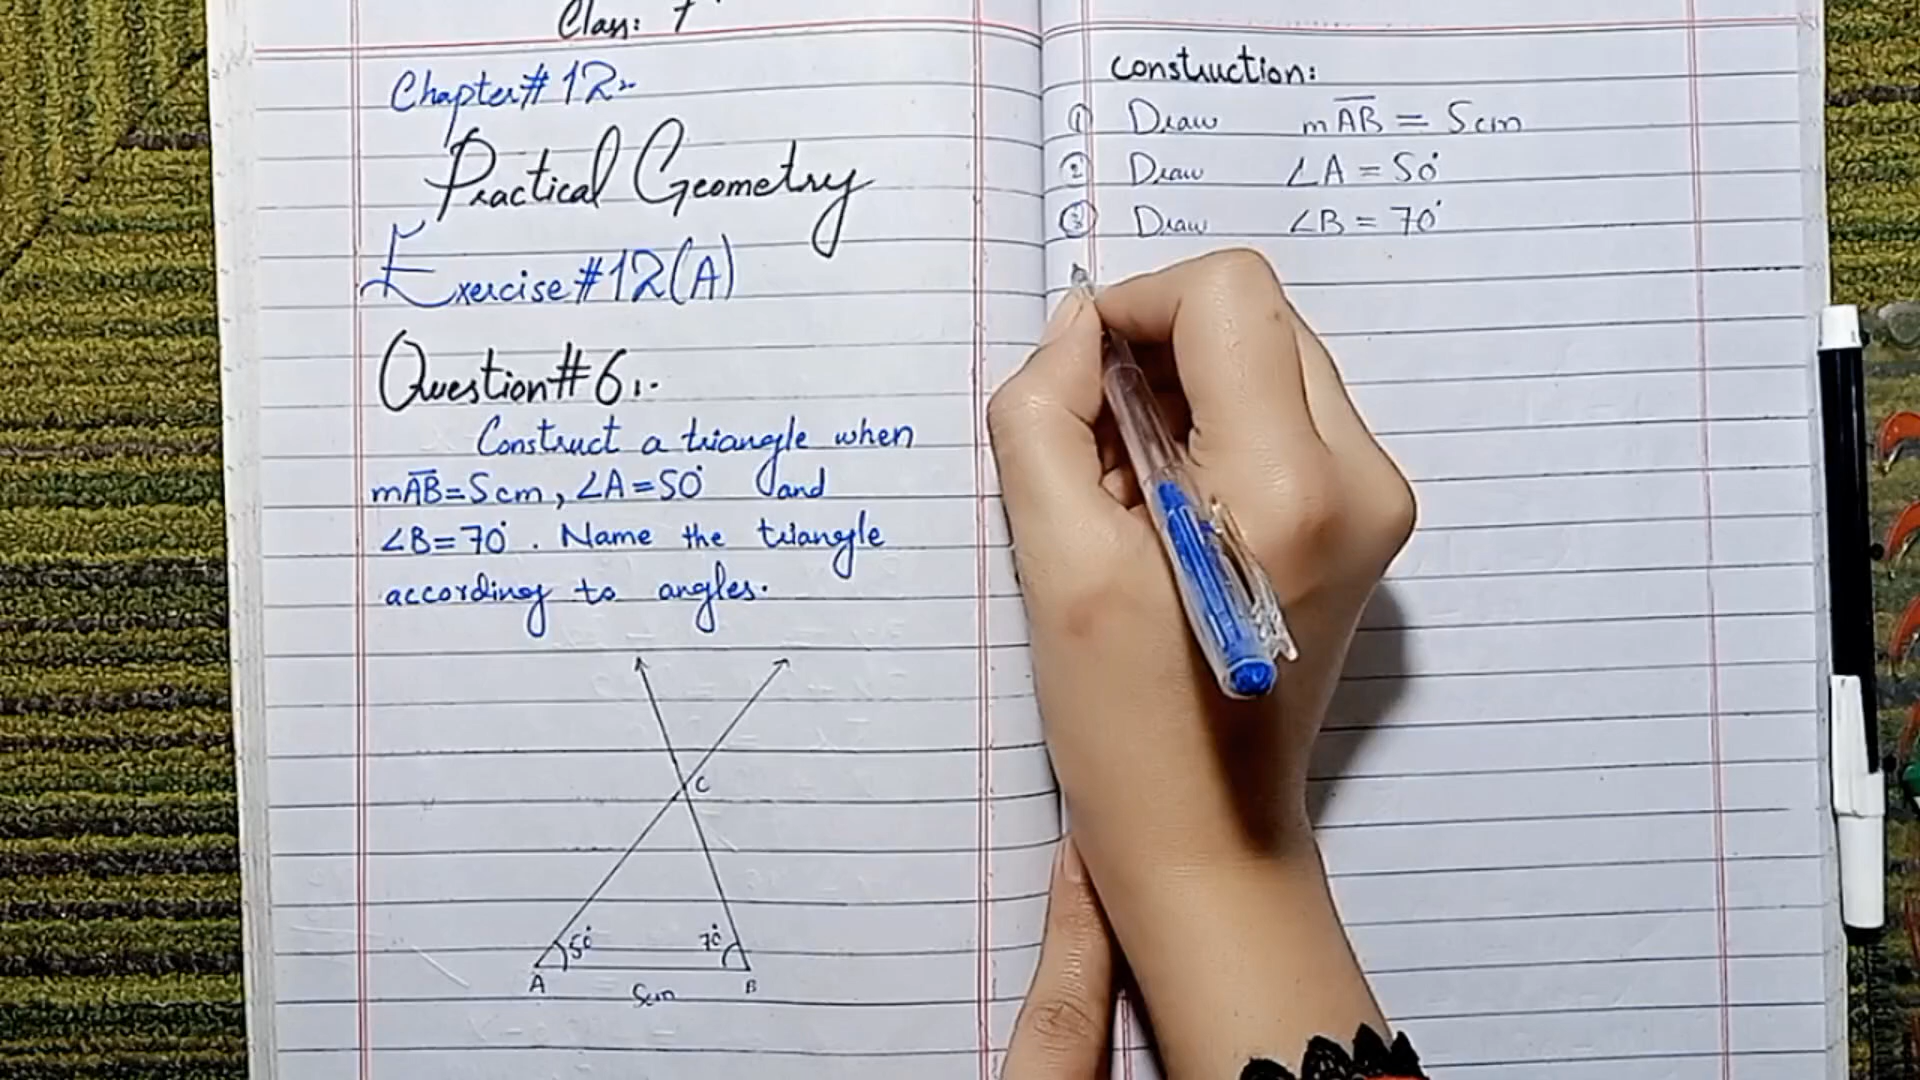 Class: 7
Chapter# 12:-
Practical Geometry
Exercise#12(A)
Question#6:-
Construct a triangle when
mAB=5cm, ∠A=50° and
∠B=70°. Name the triangle
according to angles.
C
50° 70°
A B
5cm
Construction:
① Draw mAB = 5cm
② Draw ∠A = 50°
③ Draw ∠B = 70°